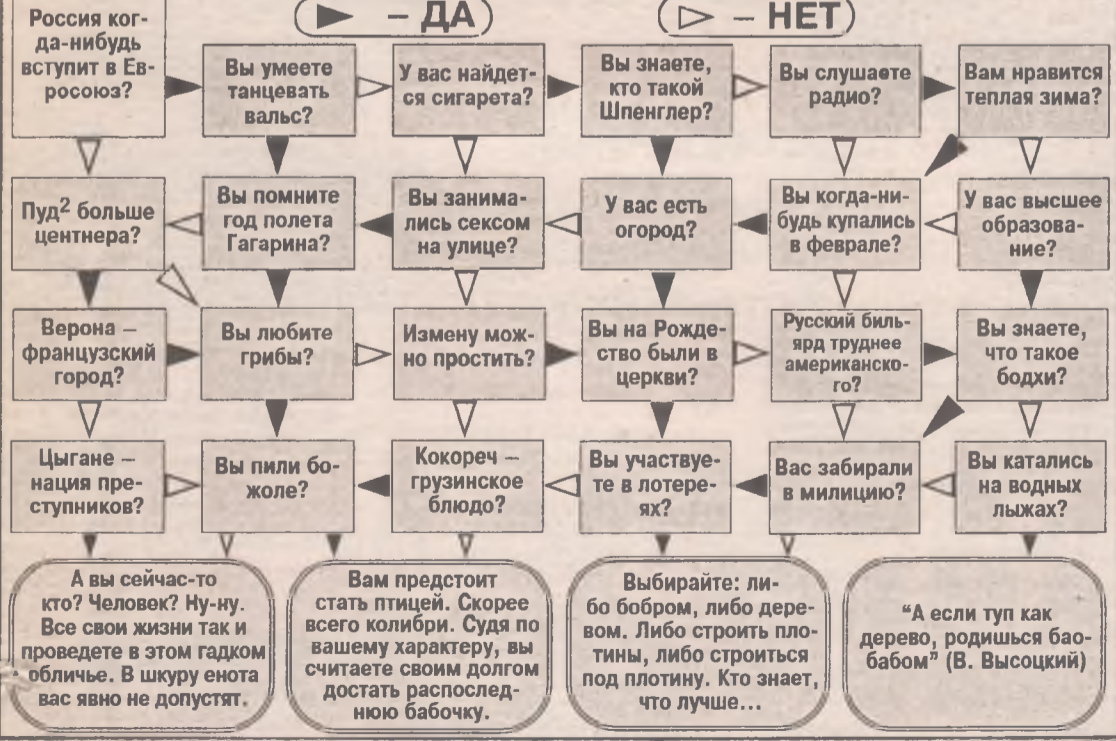 – ДА
– НЕТ
Россия ког-
да-нибудь
вступит в Ев-
росоюз?
Вы умеете
танцевать
вальс?
У вас найдет-
ся сигарета?
Вы знаете,
кто такой
Шпенглер?
Вы слушаете
радио?
Вам нравится
теплая зима?
Пуд² больше
центнера?
Вы помните
год полета
Гагарина?
Вы занима-
лись сексом
на улице?
У вас есть
огород?
Вы когда-ни-
будь купались
в феврале?
У вас высшее
образова-
ние?
Верона –
французский
город?
Вы любите
грибы?
Измену мож-
но простить?
Вы на Рожде-
ство были в
церкви?
Русский биль-
ярд труднее
американско-
го?
Вы знаете,
что такое
бодхи?
Цыгане –
нация пре-
ступников?
Вы пили бо-
жоле?
Кокореч –
грузинское
блюдо?
Вы участвуе-
те в лотере-
ях?
Вас забирали
в милицию?
Вы катались
на водных
лыжах?
А вы сейчас-то
кто? Человек? Ну-ну.
Все свои жизни так и
проведете в этом гадком
обличье. В шкуру енота
вас явно не допустят.
Вам предстоит
стать птицей. Скорее
всего колибри. Судя по
вашему характеру, вы
считаете своим долгом
достать распослед-
нюю бабочку.
Выбирайте: ли-
бо бобром, либо дере-
вом. Либо строить пло-
тины, либо строиться
под плотину. Кто знает,
что лучше...
“А если туп как
дерево, родишься бао-
бабом” (В. Высоцкий)